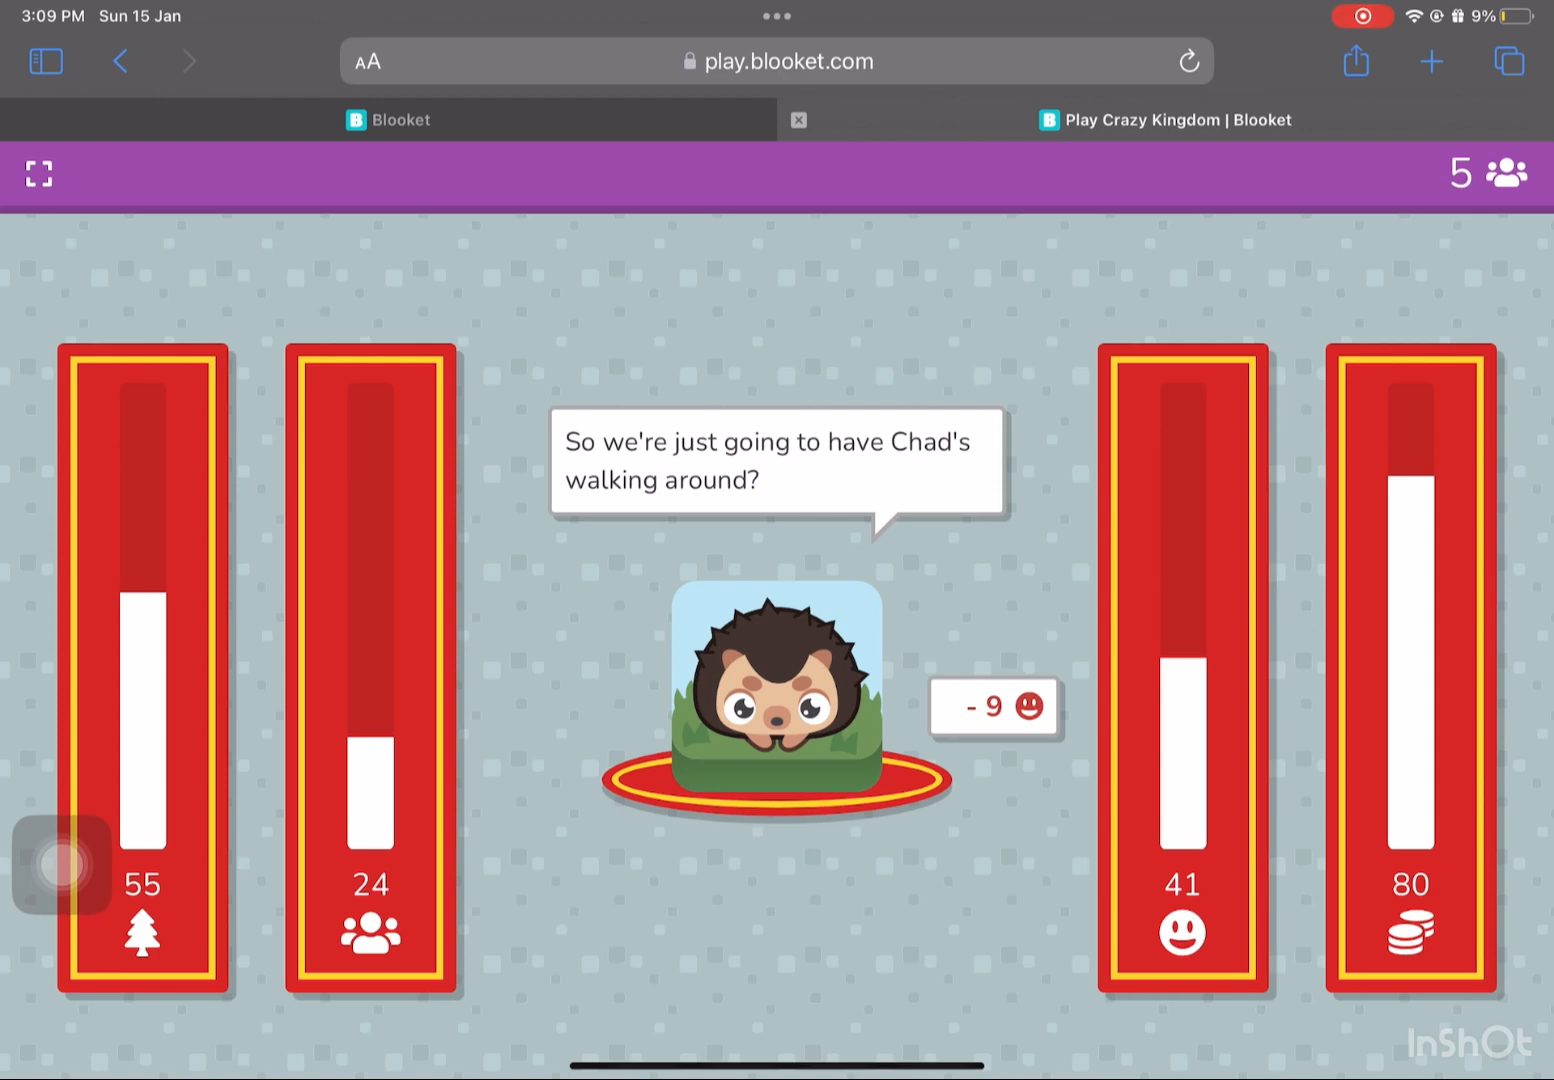 3:09 PM Sun 15 Jan
9%
AA
play.blooket.com
B Blooket
B Play Crazy Kingdom | Blooket
5
So we're just going to have Chad's
walking around?
- 9
55
24
41
80
InShOt